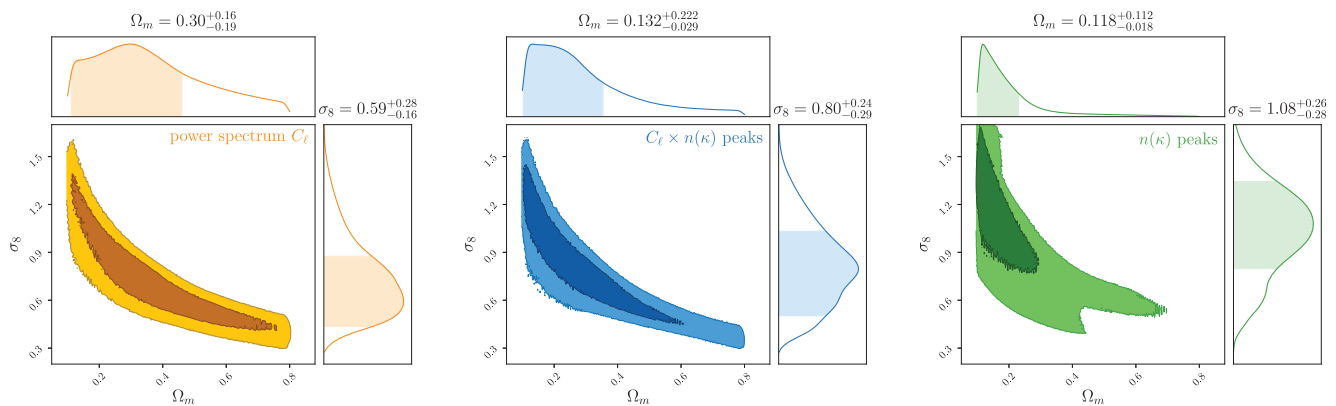 Ω_m = 0.30^{+0.16}_{-0.19}
σ_8 = 0.59^{+0.28}_{-0.16}
power spectrum C_ℓ
1.5
1.2
0.9
0.6
0.3
σ_8
0.2
0.4
0.6
0.8
Ω_m
Ω_m = 0.132^{+0.222}_{-0.029}
σ_8 = 0.80^{+0.24}_{-0.29}
C_ℓ × n(κ) peaks
1.5
1.2
0.9
0.6
0.3
σ_8
0.2
0.4
0.6
0.8
Ω_m
Ω_m = 0.118^{+0.112}_{-0.018}
σ_8 = 1.08^{+0.26}_{-0.28}
n(κ) peaks
1.5
1.2
0.9
0.6
0.3
σ_8
0.2
0.4
0.6
0.8
Ω_m